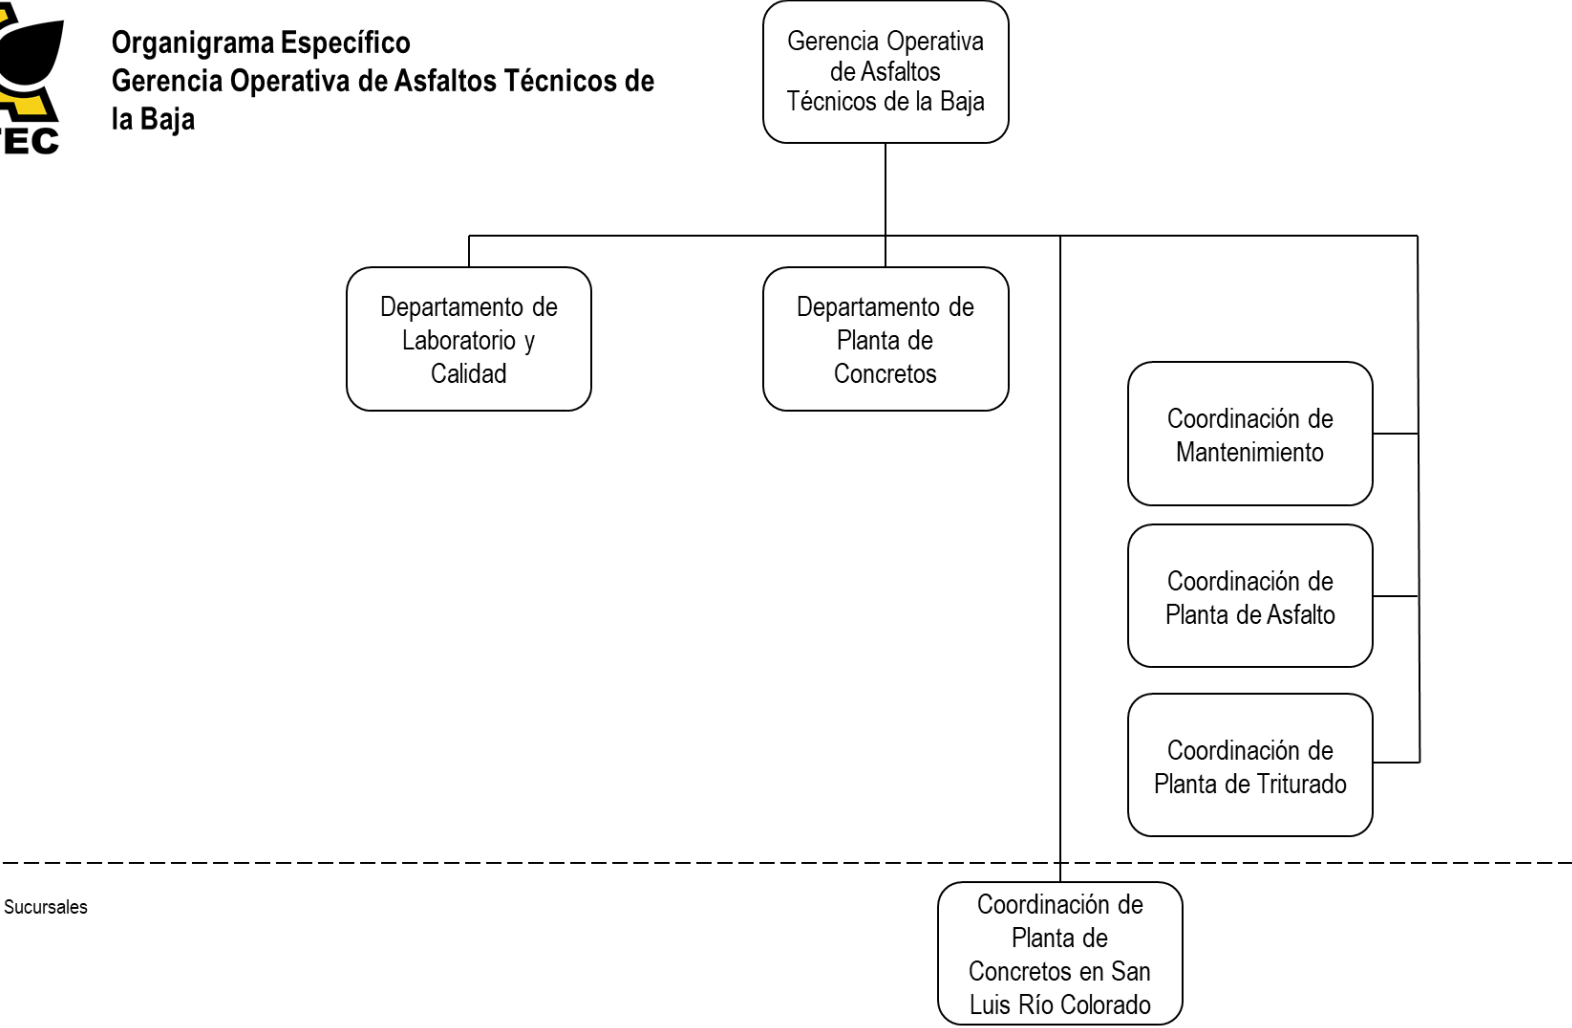 Organigrama Específico
Gerencia Operativa de Asfaltos Técnicos de
la Baja
TEC
Gerencia Operativa
de Asfaltos
Técnicos de la Baja
Departamento de
Laboratorio y
Calidad
Departamento de
Planta de
Concretos
Coordinación de
Mantenimiento
Coordinación de
Planta de Asfalto
Coordinación de
Planta de Triturado
Sucursales
Coordinación de
Planta de
Concretos en San
Luis Río Colorado